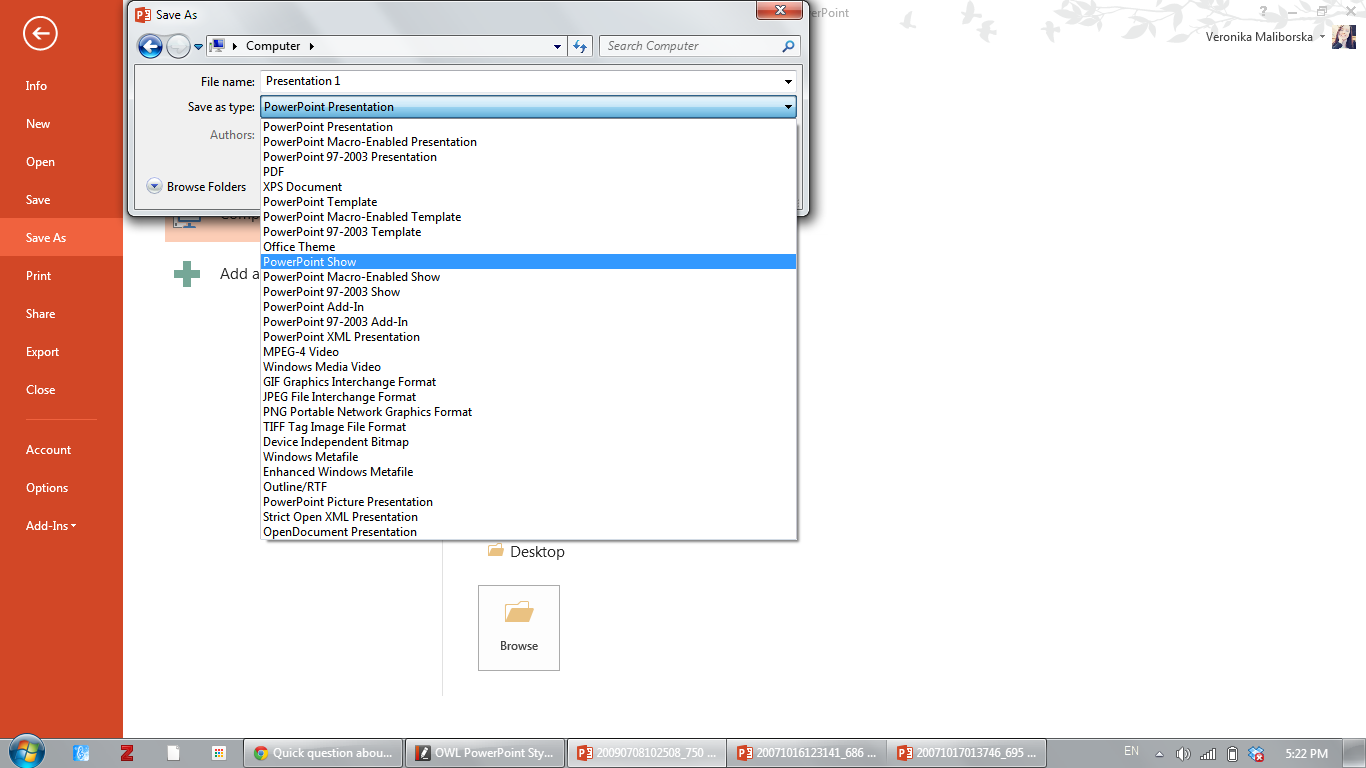 Save As
erPoint
?
Veronika Maliborska
Computer
Search Computer
File name:
Presentation 1
Save as type:
PowerPoint Presentation
Authors:
Browse Folders
PowerPoint Presentation
PowerPoint Macro-Enabled Presentation
PowerPoint 97-2003 Presentation
PDF
XPS Document
PowerPoint Template
PowerPoint Macro-Enabled Template
PowerPoint 97-2003 Template
Office Theme
PowerPoint Show
PowerPoint Macro-Enabled Show
PowerPoint 97-2003 Show
PowerPoint Add-In
PowerPoint 97-2003 Add-In
PowerPoint XML Presentation
MPEG-4 Video
Windows Media Video
GIF Graphics Interchange Format
JPEG File Interchange Format
PNG Portable Network Graphics Format
TIFF Tag Image File Format
Device Independent Bitmap
Windows Metafile
Enhanced Windows Metafile
Outline/RTF
PowerPoint Picture Presentation
Strict Open XML Presentation
OpenDocument Presentation
Info
New
Open
Save
Save As
Print
Share
Export
Close
Account
Options
Add-Ins
Add a
Desktop
Browse
Quick question abou...
OWL PowerPoint Sty...
20090708102508_750 ...
20071016123141_686 ...
20071017013746_695 ...
EN
5:22 PM